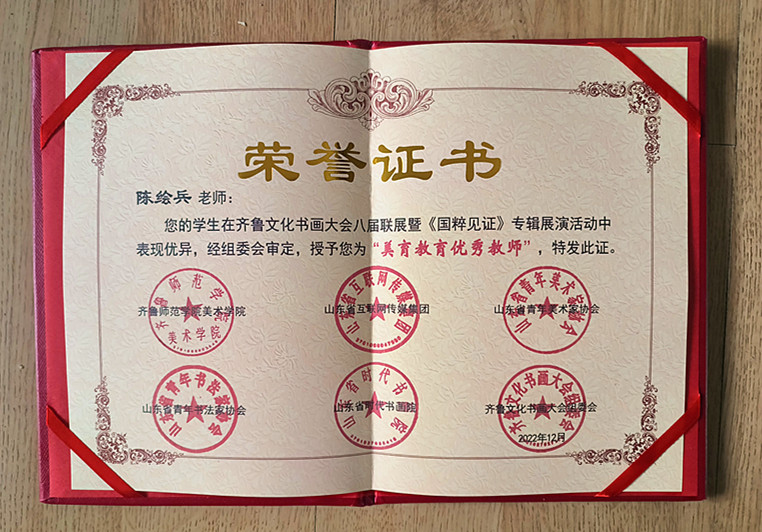 荣誉证书
陈绘兵 老师：
您的学生在齐鲁文化书画大会八届联展暨《国粹见证》专辑展演活动中
表现优异，经组委会审定，授予您为“美育教育优秀教师”，特发此证。
齐鲁师范学院美术学院
山东省互联网传媒集团
山东省青年美术家协会
山东省青年书法家协会
山东省时代书画院
齐鲁文化书画大会组委会
2022年12月